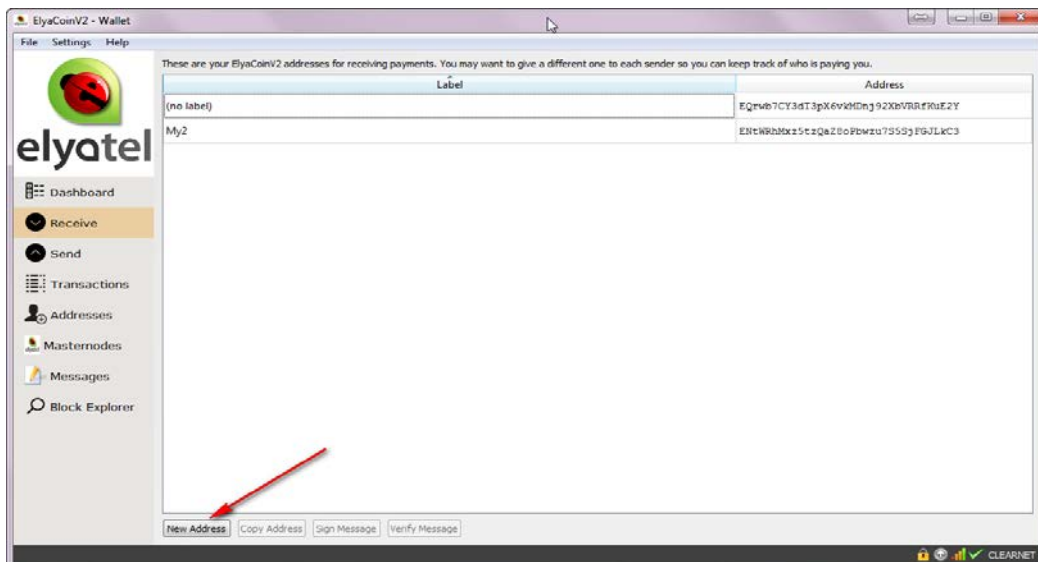 ElyaCoinV2 - Wallet
File Settings Help
These are your ElyaCoinV2 addresses for receiving payments. You may want to give a different one to each sender so you can keep track of who is paying you.
Label Address
(no label)
My2
elyatel
Dashboard
Receive
Send
Transactions
Addresses
Masternodes
Messages
Block Explorer
New Address Copy Address Sign Message Verify Message
CLEARNET